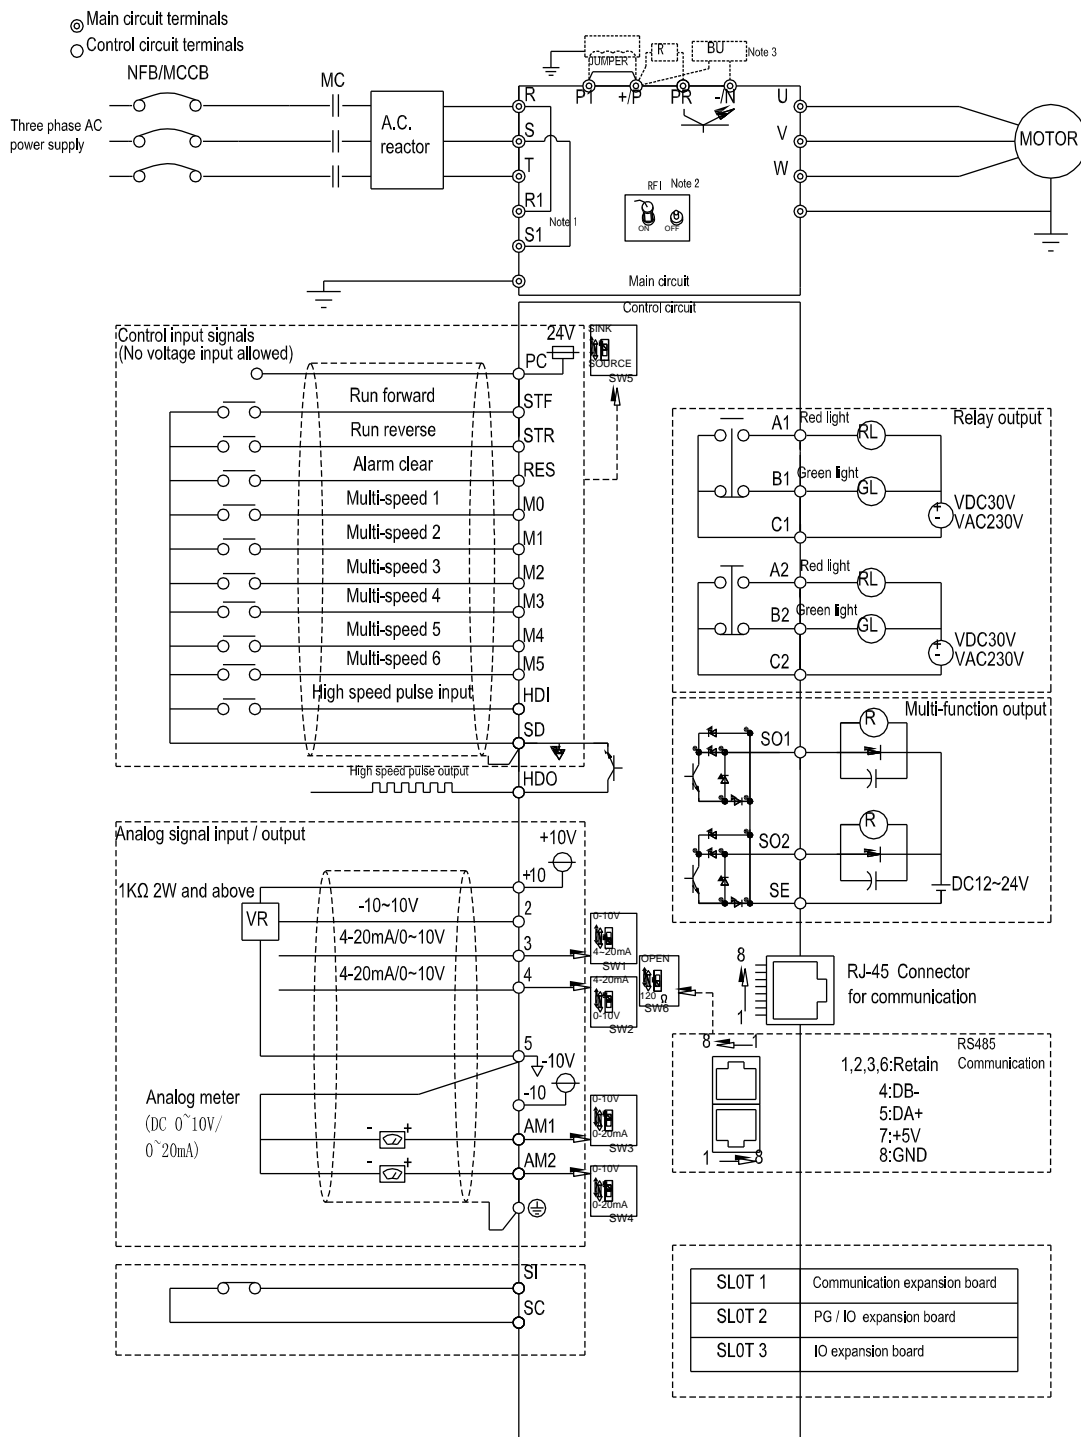 Main circuit terminals
Control circuit terminals
NFB/MCCB
MC
Three phase AC
power supply
A.C.
reactor
JUMPER
R
BU
Note 3
P1
+/P
PR
-/N
R
S
T
R1
S1
Note 1
U
V
W
MOTOR
RFI
Note 2
ON
OFF
Main circuit
Control circuit
Control input signals
(No voltage input allowed)
24V
PC
SINK
SOURCE
SW5
Run forward
STF
Run reverse
STR
Alarm clear
RES
Multi-speed 1
M0
Multi-speed 2
M1
Multi-speed 3
M2
Multi-speed 4
M3
Multi-speed 5
M4
Multi-speed 6
M5
High speed pulse input
HDI
SD
High speed pulse output
HDO
Relay output
A1
Red light
RL
B1
Green light
GL
C1
+
-
VDC30V
VAC230V
A2
Red light
RL
B2
Green light
GL
C2
+
-
VDC30V
VAC230V
Multi-function output
SO1
R
SO2
R
SE
DC12~24V
Analog signal input / output
+10V
+10
1KΩ 2W and above
VR
-10~10V
2
4-20mA/0~10V
3
4-20mA/0~10V
4
0-10V
4~20mA
SW1
4-20mA
0-10V
SW2
OPEN
120 Ω
SW6
5
-10V
-10
Analog meter
(DC 0~10V/
0~20mA)
-
+
AM1
-
+
AM2
0-10V
0-20mA
SW3
0-10V
0-20mA
SW4
8
1
RJ-45 Connector
for communication
RS485
Communication
8
1
1
8
1,2,3,6:Retain
4:DB-
5:DA+
7:+5V
8:GND
SI
SC
SLOT 1
Communication expansion board
SLOT 2
PG / IO expansion board
SLOT 3
IO expansion board